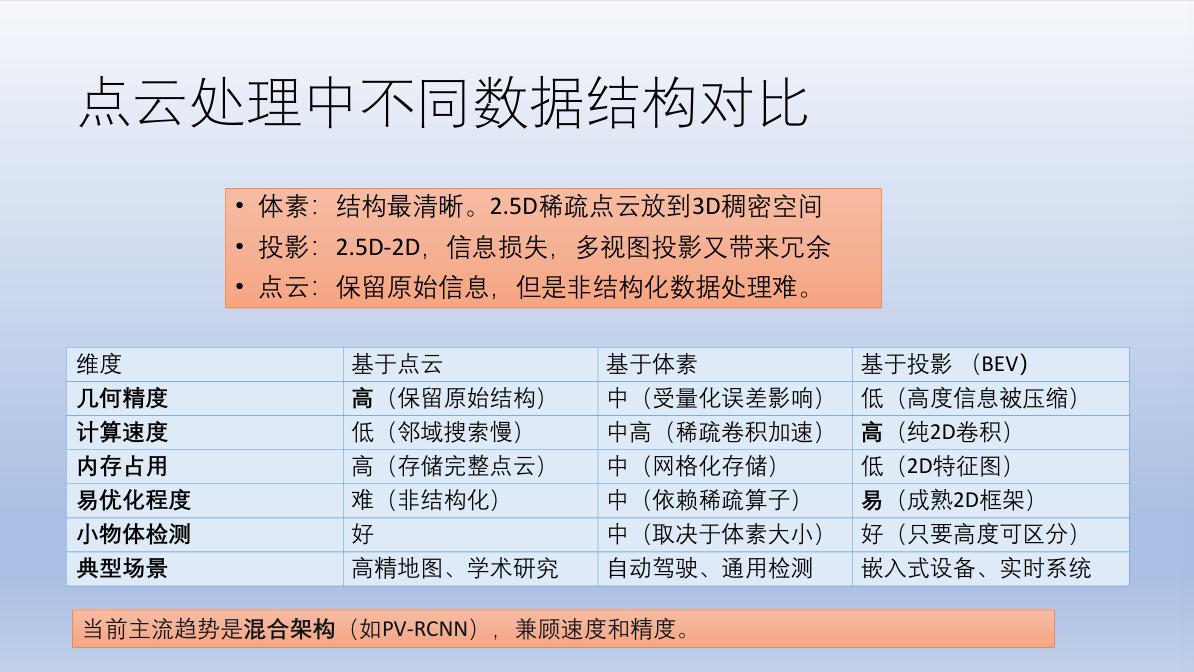 点云处理中不同数据结构对比
• 体素：结构最清晰。2.5D稀疏点云放到3D稠密空间
• 投影：2.5D-2D，信息损失，多视图投影又带来冗余
• 点云：保留原始信息，但是非结构化数据处理难。
维度 基于点云 基于体素 基于投影 （BEV）
几何精度 高（保留原始结构） 中（受量化误差影响） 低（高度信息被压缩）
计算速度 低（邻域搜索慢） 中高（稀疏卷积加速） 高（纯2D卷积）
内存占用 高（存储完整点云） 中（网格化存储） 低（2D特征图）
易优化程度 难（非结构化） 中（依赖稀疏算子） 易（成熟2D框架）
小物体检测 好 中（取决于体素大小） 好（只要高度可区分）
典型场景 高精地图、学术研究 自动驾驶、通用检测 嵌入式设备、实时系统
当前主流趋势是混合架构（如PV-RCNN），兼顾速度和精度。